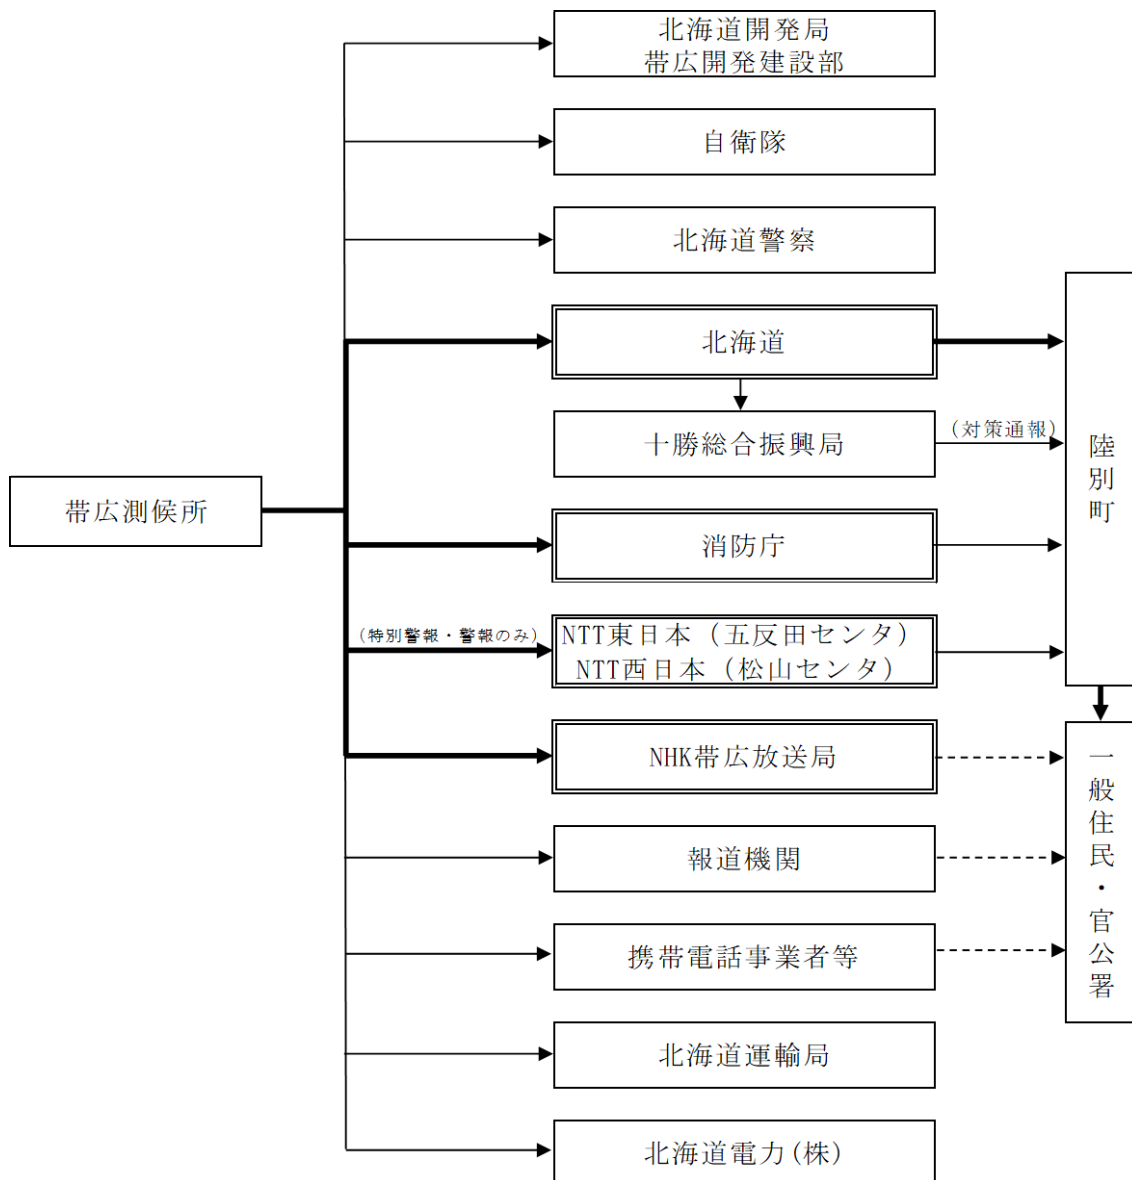 北海道開発局
帯広開発建設部
自衛隊
北海道警察
北海道
十勝総合振興局
(対策通報)
陸別町
帯広測候所
消防庁
(特別警報・警報のみ)
NTT東日本(五反田センタ)
NTT西日本(松山センタ)
NHK帯広放送局
一般住民・官公署
報道機関
携帯電話事業者等
北海道運輸局
北海道電力(株)